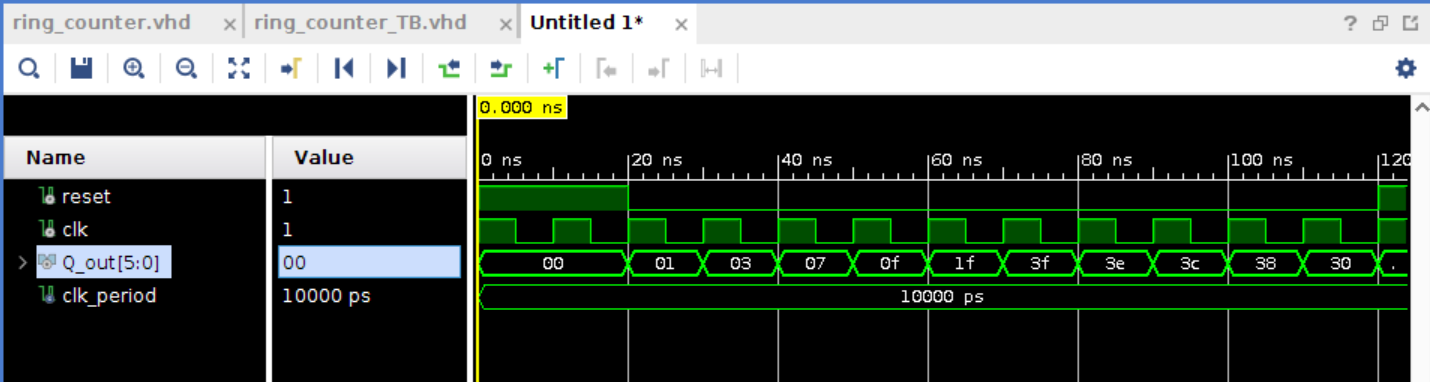 ring_counter.vhd × ring_counter_TB.vhd × Untitled 1* ×
?
0.000 ns
Name Value
0 ns 20 ns 40 ns 60 ns 80 ns 100 ns 120
reset 1
clk 1
Q_out[5:0] 00 00 01 03 07 0f 1f 3f 3e 3c 38 30 .
clk_period 10000 ps 10000 ps